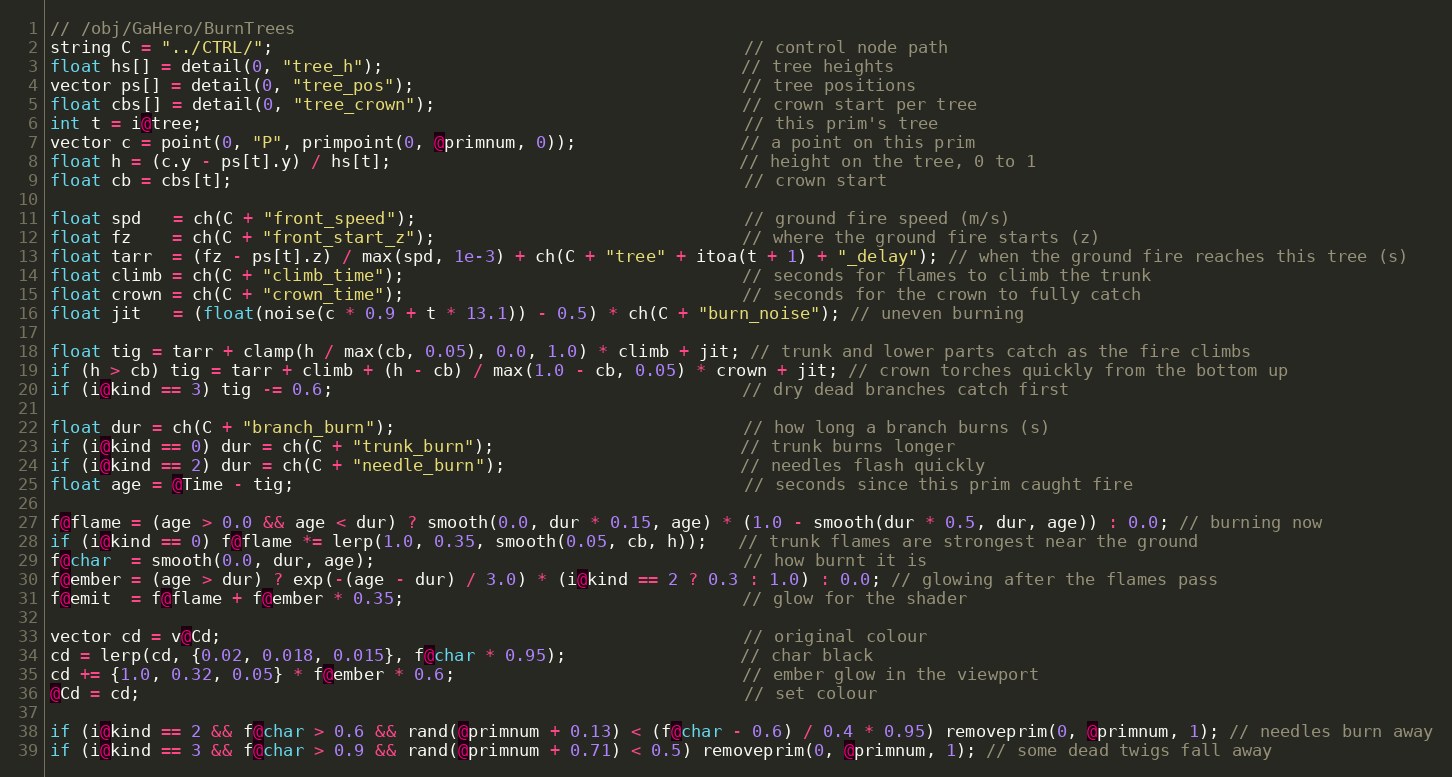 1 // /obj/GaHero/BurnTrees
2 string C = "../CTRL/"; // control node path
3 float hs[] = detail(0, "tree_h"); // tree heights
4 vector ps[] = detail(0, "tree_pos"); // tree positions
5 float cbs[] = detail(0, "tree_crown"); // crown start per tree
6 int t = i@tree; // this prim's tree
7 vector c = point(0, "P", primpoint(0, @primnum, 0)); // a point on this prim
8 float h = (c.y - ps[t].y) / hs[t]; // height on the tree, 0 to 1
9 float cb = cbs[t]; // crown start
10
11 float spd   = ch(C + "front_speed"); // ground fire speed (m/s)
12 float fz    = ch(C + "front_start_z"); // where the ground fire starts (z)
13 float tarr  = (fz - ps[t].z) / max(spd, 1e-3) + ch(C + "tree" + itoa(t + 1) + "_delay"); // when the ground fire reaches this tree (s)
14 float climb = ch(C + "climb_time"); // seconds for flames to climb the trunk
15 float crown = ch(C + "crown_time"); // seconds for the crown to fully catch
16 float jit   = (float(noise(c * 0.9 + t * 13.1)) - 0.5) * ch(C + "burn_noise"); // uneven burning
17
18 float tig = tarr + clamp(h / max(cb, 0.05), 0.0, 1.0) * climb + jit; // trunk and lower parts catch as the fire climbs
19 if (h > cb) tig = tarr + climb + (h - cb) / max(1.0 - cb, 0.05) * crown + jit; // crown torches quickly from the bottom up
20 if (i@kind == 3) tig -= 0.6; // dry dead branches catch first
21
22 float dur = ch(C + "branch_burn"); // how long a branch burns (s)
23 if (i@kind == 0) dur = ch(C + "trunk_burn"); // trunk burns longer
24 if (i@kind == 2) dur = ch(C + "needle_burn"); // needles flash quickly
25 float age = @Time - tig; // seconds since this prim caught fire
26
27 f@flame = (age > 0.0 && age < dur) ? smooth(0.0, dur * 0.15, age) * (1.0 - smooth(dur * 0.5, dur, age)) : 0.0; // burning now
28 if (i@kind == 0) f@flame *= lerp(1.0, 0.35, smooth(0.05, cb, h)); // trunk flames are strongest near the ground
29 f@char  = smooth(0.0, dur, age); // how burnt it is
30 f@ember = (age > dur) ? exp(-(age - dur) / 3.0) * (i@kind == 2 ? 0.3 : 1.0) : 0.0; // glowing after the flames pass
31 f@emit  = f@flame + f@ember * 0.35; // glow for the shader
32
33 vector cd = v@Cd; // original colour
34 cd = lerp(cd, {0.02, 0.018, 0.015}, f@char * 0.95); // char black
35 cd += {1.0, 0.32, 0.05} * f@ember * 0.6; // ember glow in the viewport
36 @Cd = cd; // set colour
37
38 if (i@kind == 2 && f@char > 0.6 && rand(@primnum + 0.13) < (f@char - 0.6) / 0.4 * 0.95) removeprim(0, @primnum, 1); // needles burn away
39 if (i@kind == 3 && f@char > 0.9 && rand(@primnum + 0.71) < 0.5) removeprim(0, @primnum, 1); // some dead twigs fall away